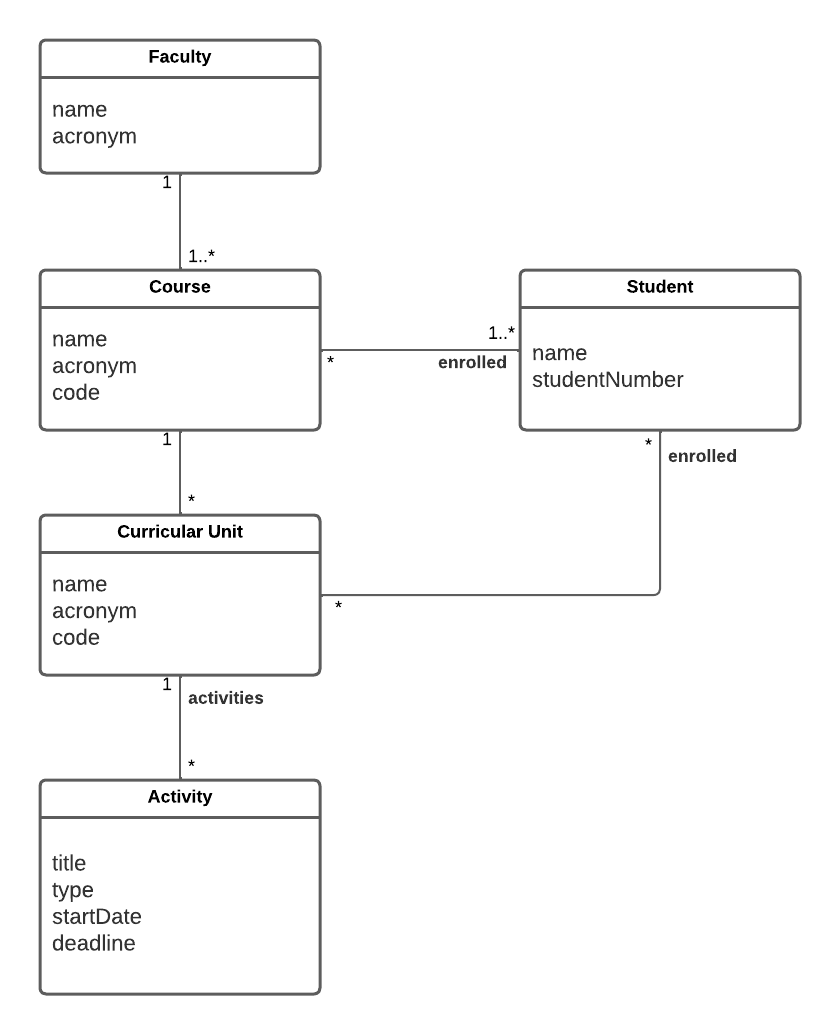 Faculty
name
acronym
1
1..*
Course
name
acronym
code
*
1..*
enrolled
Student
name
studentNumber
1
*
*
enrolled
Curricular Unit
name
acronym
code
*
1
activities
*
Activity
title
type
startDate
deadline